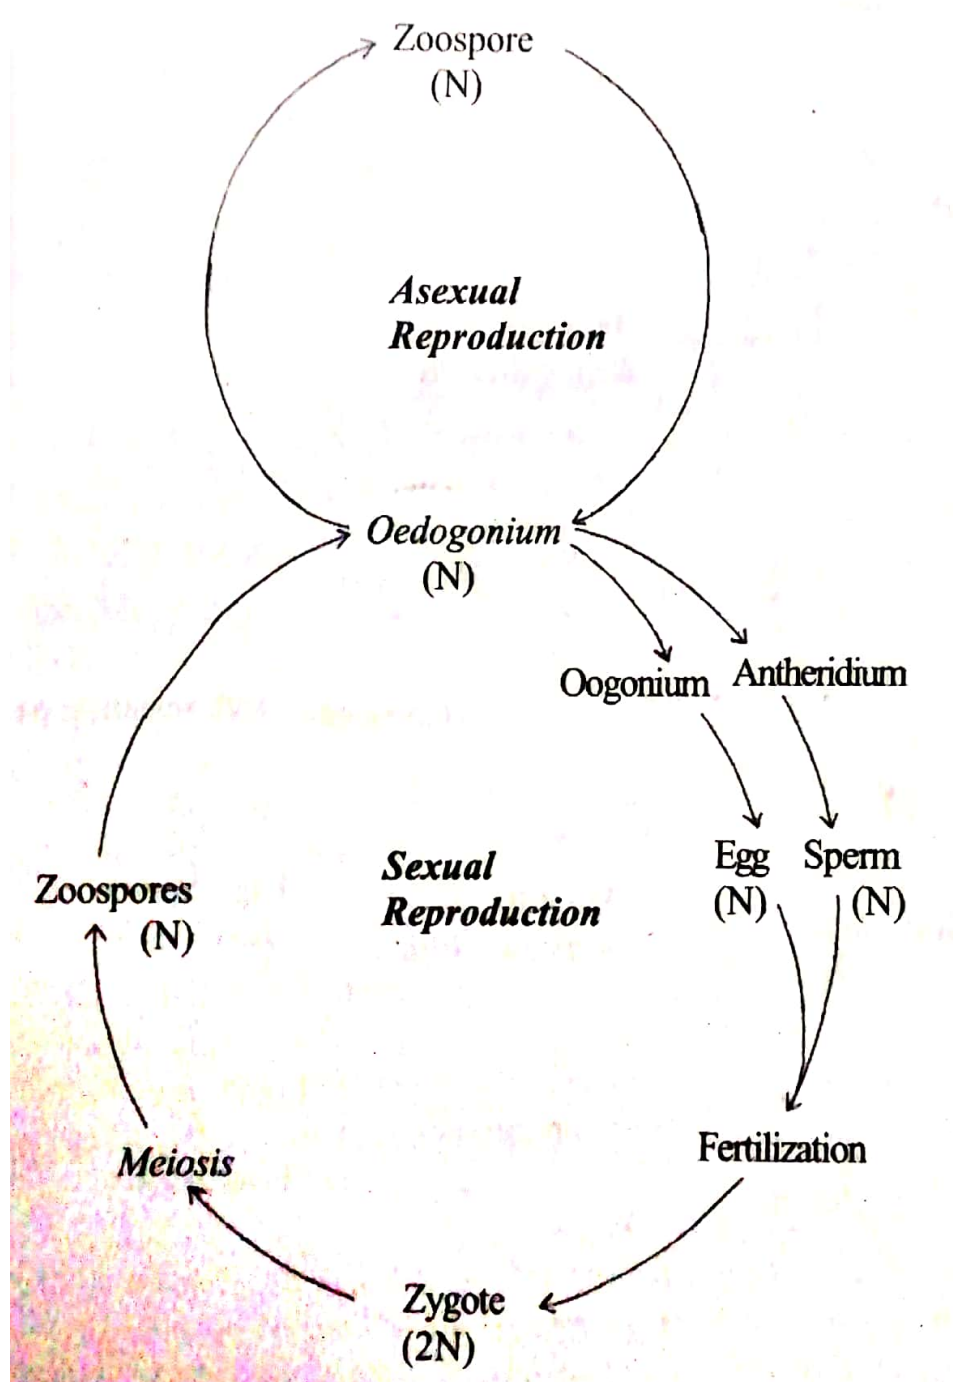 Zoospore
(N)
Asexual
Reproduction
Oedogonium
(N)
Oogonium
Antheridium
Egg
(N)
Sperm
(N)
Sexual
Reproduction
Zoospores
(N)
Fertilization
Meiosis
Zygote
(2N)